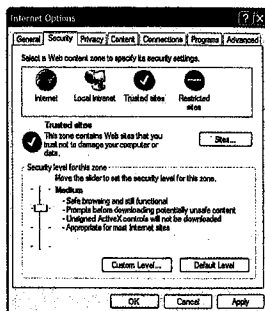 Internet Options
? X
General Security Privacy Content Connections Programs Advanced
Select a Web content zone to specify its security settings.
Internet Local intranet Trusted sites Restricted sites
Trusted sites
This zone contains Web sites that you
trust not to damage your computer or
data.
Sites...
Security level for this zone
Move the slider to set the security level for this zone.
Medium
- Safe browsing and still functional
- Prompts before downloading potentially unsafe content
- Unsigned ActiveX controls will not be downloaded
- Appropriate for most Internet sites
Custom Level... Default Level
OK Cancel Apply